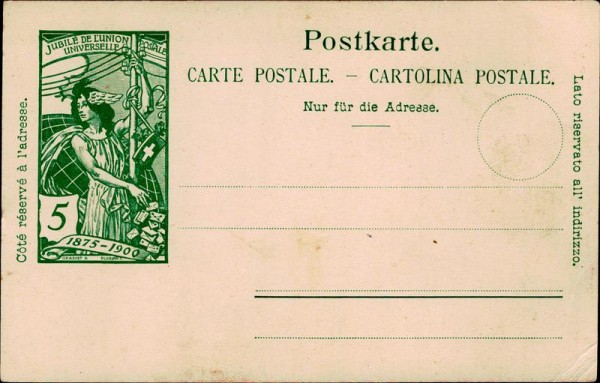 JUBILÉ DE L'UNION
POSTALE
UNIVERSELLE
5
1875-1900
Postkarte.
CARTE POSTALE. – CARTOLINA POSTALE.
Nur für die Adresse.
Côté réservé à l'adresse.
Lato riservato all' indirizzo.